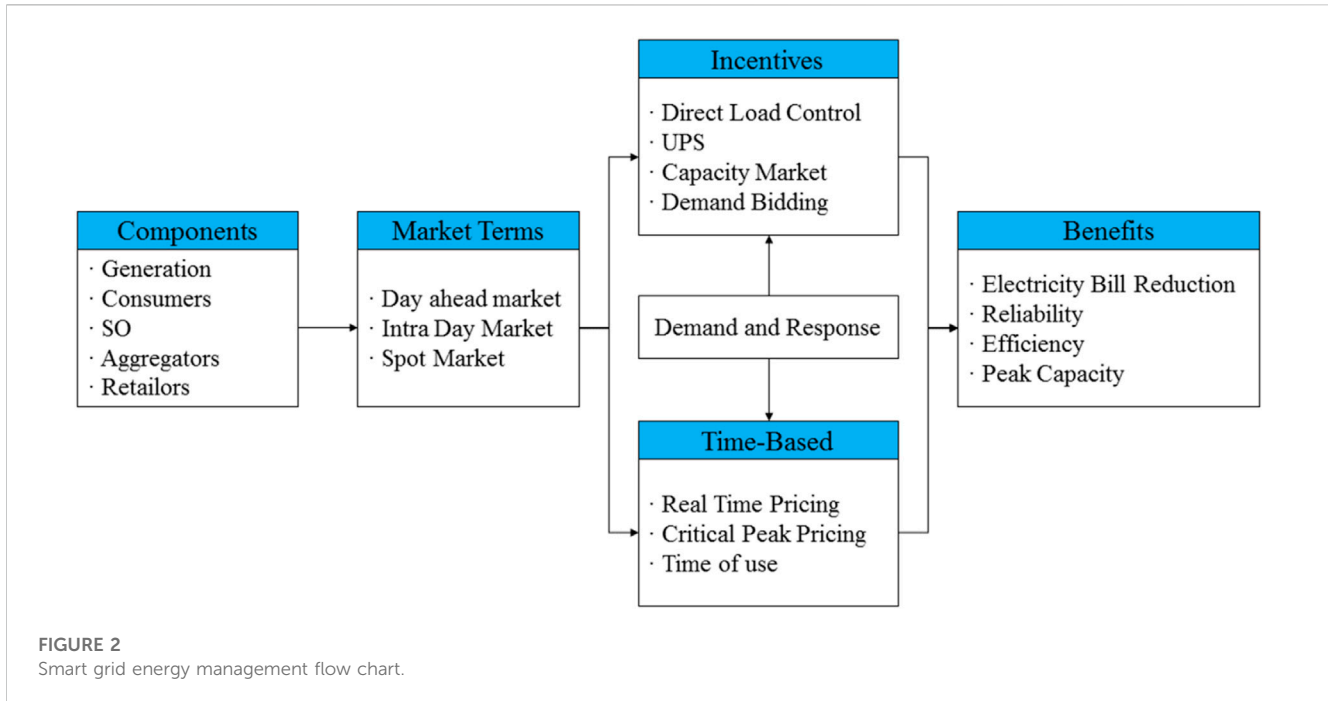 Components
· Generation
· Consumers
· SO
· Aggregators
· Retailors
Market Terms
· Day ahead market
· Intra Day Market
· Spot Market
Incentives
· Direct Load Control
· UPS
· Capacity Market
· Demand Bidding
Demand and Response
Time-Based
· Real Time Pricing
· Critical Peak Pricing
· Time of use
Benefits
· Electricity Bill Reduction
· Reliability
· Efficiency
· Peak Capacity
FIGURE 2
Smart grid energy management flow chart.